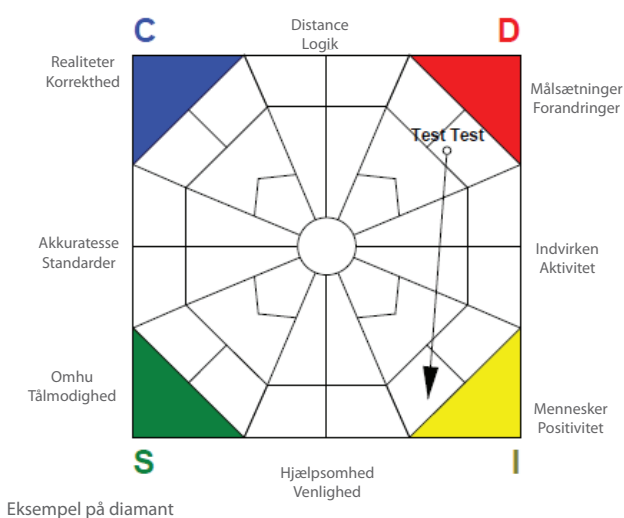 C
Distance
Logik
D
Realiteter
Korrekthed
Målsætninger
Forandringer
Test Test
Akkuratesse
Standarder
Indvirken
Aktivitet
Omhu
Tålmodighed
Mennesker
Positivitet
S
Hjælpsomhed
Venlighed
I
Eksempel på diamant